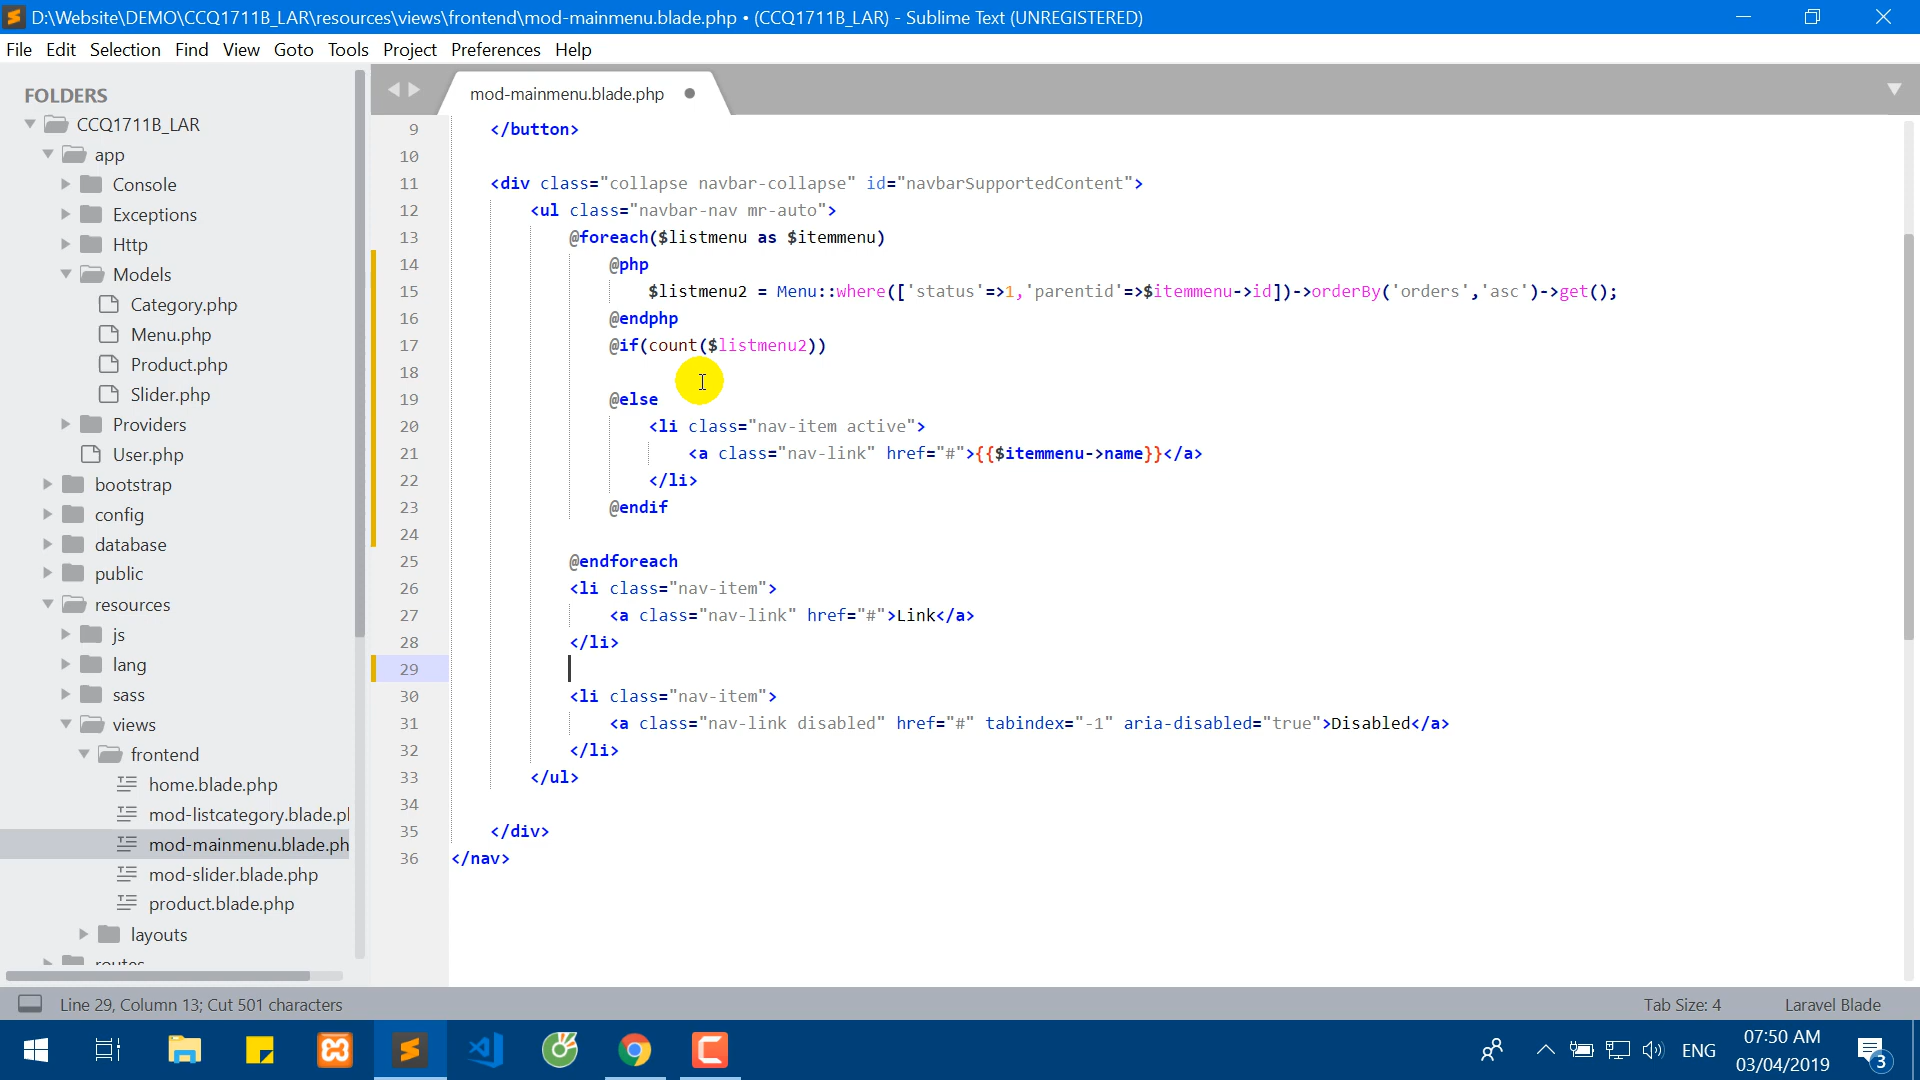 D:\Website\DEMO\CCQ1711B_LAR\resources\views\frontend\mod-mainmenu.blade.php • (CCQ1711B_LAR) - Sublime Text (UNREGISTERED)
File Edit Selection Find View Goto Tools Project Preferences Help
FOLDERS
CCQ1711B_LAR
app
Console
Exceptions
Http
Models
Category.php
Menu.php
Product.php
Slider.php
Providers
User.php
bootstrap
config
database
public
resources
js
lang
sass
views
frontend
home.blade.php
mod-listcategory.blade.pl
mod-mainmenu.blade.ph
mod-slider.blade.php
product.blade.php
layouts
mod-mainmenu.blade.php
9 </button>
10
11 <div class="collapse navbar-collapse" id="navbarSupportedContent">
12 <ul class="navbar-nav mr-auto">
13 @foreach($listmenu as $itemmenu)
14 @php
15 $listmenu2 = Menu::where(['status'=>1,'parentid'=>$itemmenu->id])->orderBy('orders','asc')->get();
16 @endphp
17 @if(count($listmenu2))
18
19 @else
20 <li class="nav-item active">
21 <a class="nav-link" href="#">{{$itemmenu->name}}</a>
22 </li>
23 @endif
24
25 @endforeach
26 <li class="nav-item">
27 <a class="nav-link" href="#">Link</a>
28 </li>
29
30 <li class="nav-item">
31 <a class="nav-link disabled" href="#" tabindex="-1" aria-disabled="true">Disabled</a>
32 </li>
33 </ul>
34
35 </div>
36 </nav>
Line 29, Column 13; Cut 501 characters
Tab Size: 4
Laravel Blade
ENG
07:50 AM
03/04/2019
3